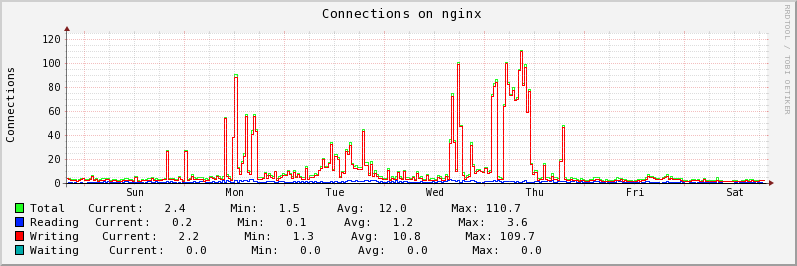 Connections on nginx
RRDTOOL / TOBI OETIKER
Connections
120
100
80
60
40
20
0
Sun Mon Tue Wed Thu Fri Sat
Total Current: 2.4 Min: 1.5 Avg: 12.0 Max: 110.7
Reading Current: 0.2 Min: 0.1 Avg: 1.2 Max: 3.6
Writing Current: 2.2 Min: 1.3 Avg: 10.8 Max: 109.7
Waiting Current: 0.0 Min: 0.0 Avg: 0.0 Max: 0.0